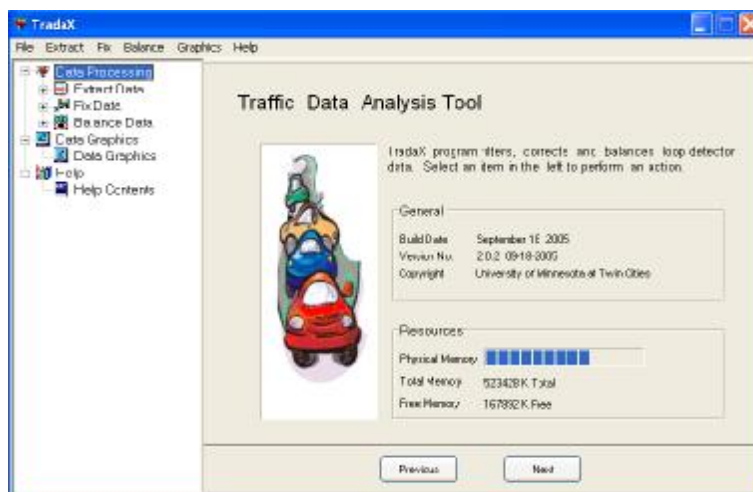 TradaX
File Extract Fix Balance Graphics Help
Data Processing
Extract Data
Fix Data
Balance Data
Data Graphics
Data Graphics
Help
Help Contents
Traffic Data Analysis Tool
TradaX program filters, corrects and balances loop detector
data. Select an item in the left to perform an action.
General
Build Date September 18, 2005
Version No. 2.0.2 09-18-2005
Copyright University of Minnesota at Twin Cities
Resources
Physical Memory
Total Memory 523428K Total
Free Memory 167892K Free
Previous Next